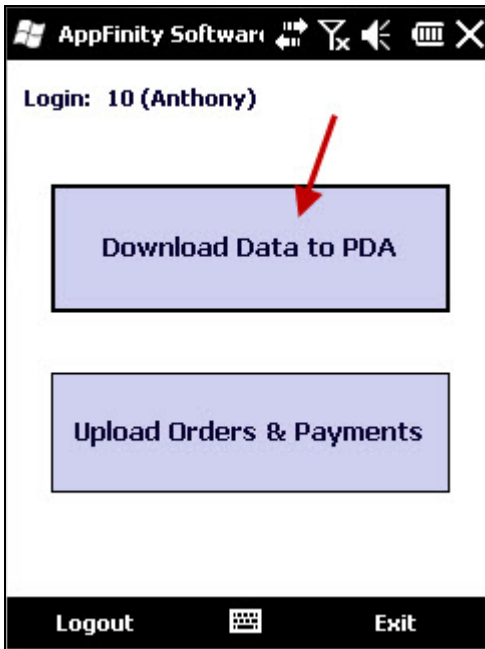 AppFinity Softwar
Login: 10 (Anthony)
Download Data to PDA
Upload Orders & Payments
Logout
Exit